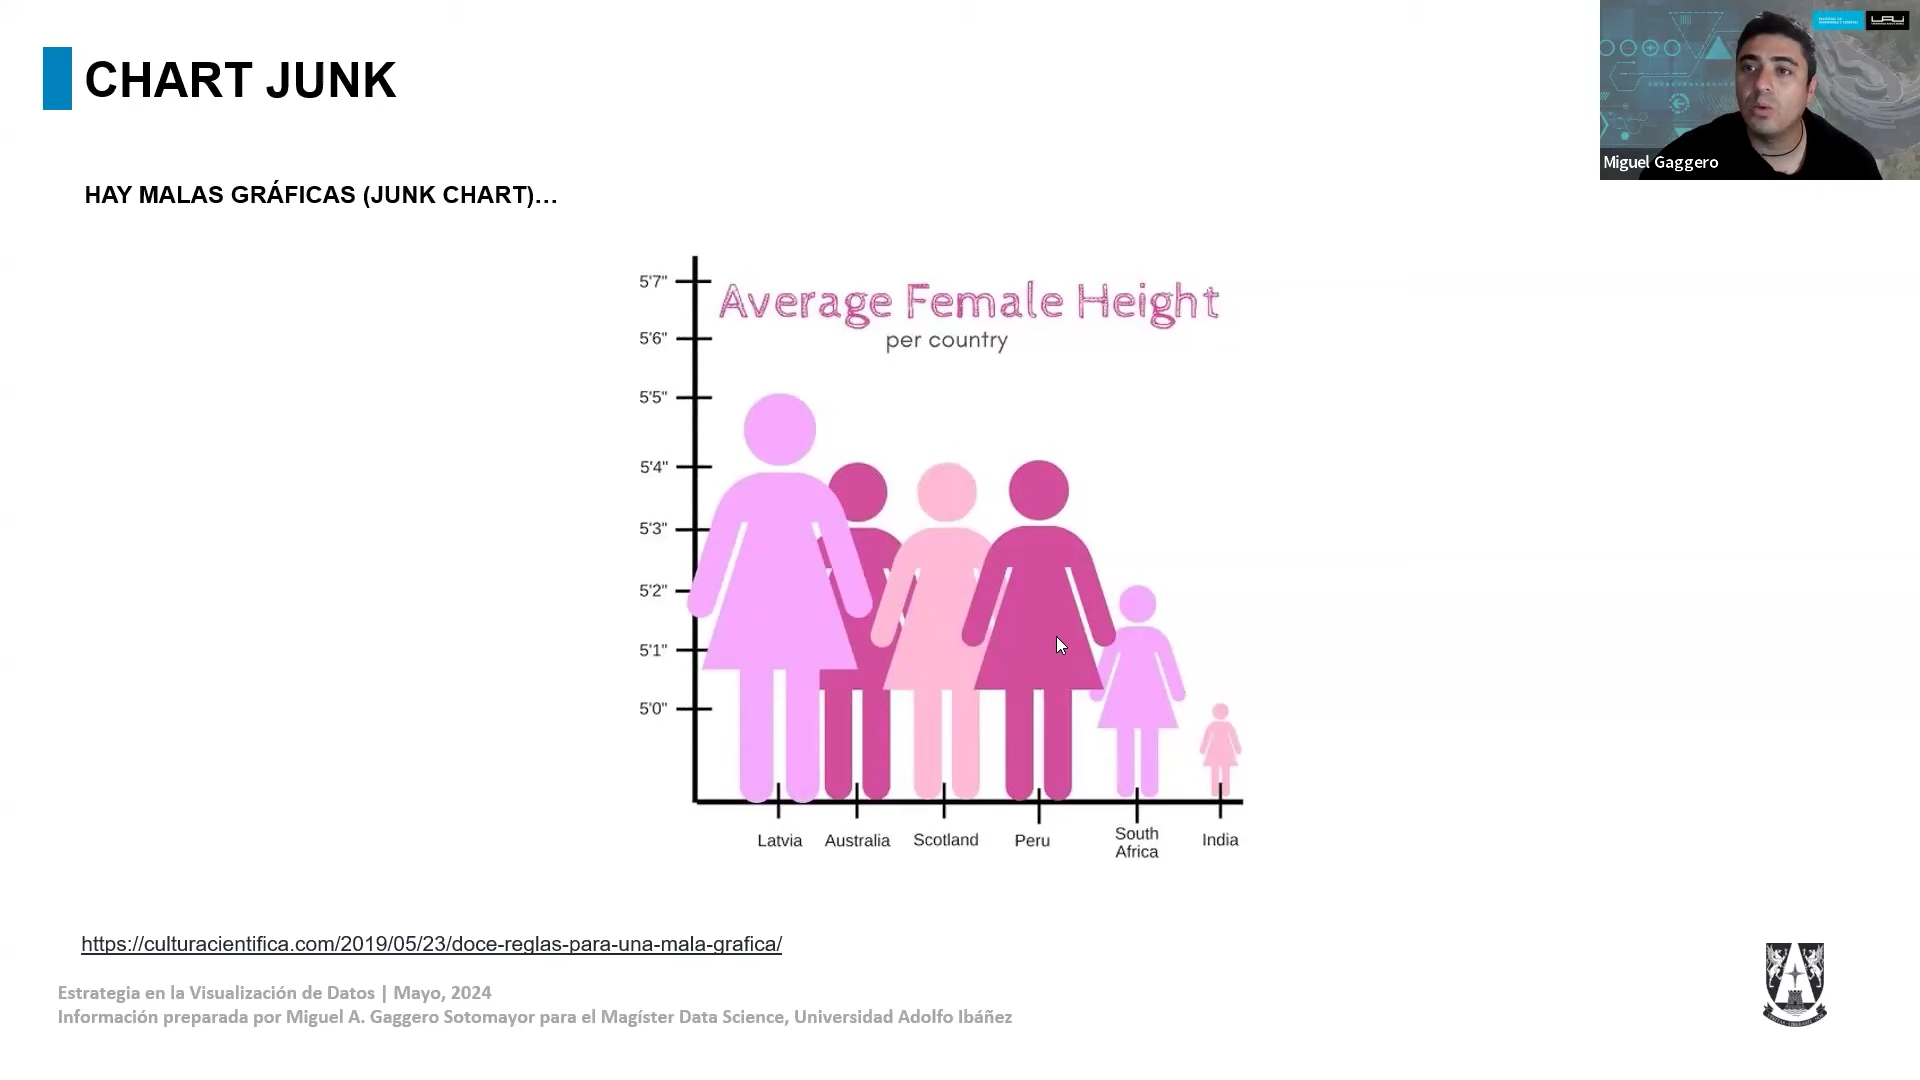 CHART JUNK
Miguel Gaggero
HAY MALAS GRÁFICAS (JUNK CHART)…
Average Female Height
per country
5'7"
5'6"
5'5"
5'4"
5'3"
5'2"
5'1"
5'0"
Latvia
Australia
Scotland
Peru
South
Africa
India
https://culturacientifica.com/2019/05/23/doce-reglas-para-una-mala-grafica/
Estrategia en la Visualización de Datos | Mayo, 2024
Información preparada por Miguel A. Gaggero Sotomayor para el Magíster Data Science, Universidad Adolfo Ibáñez